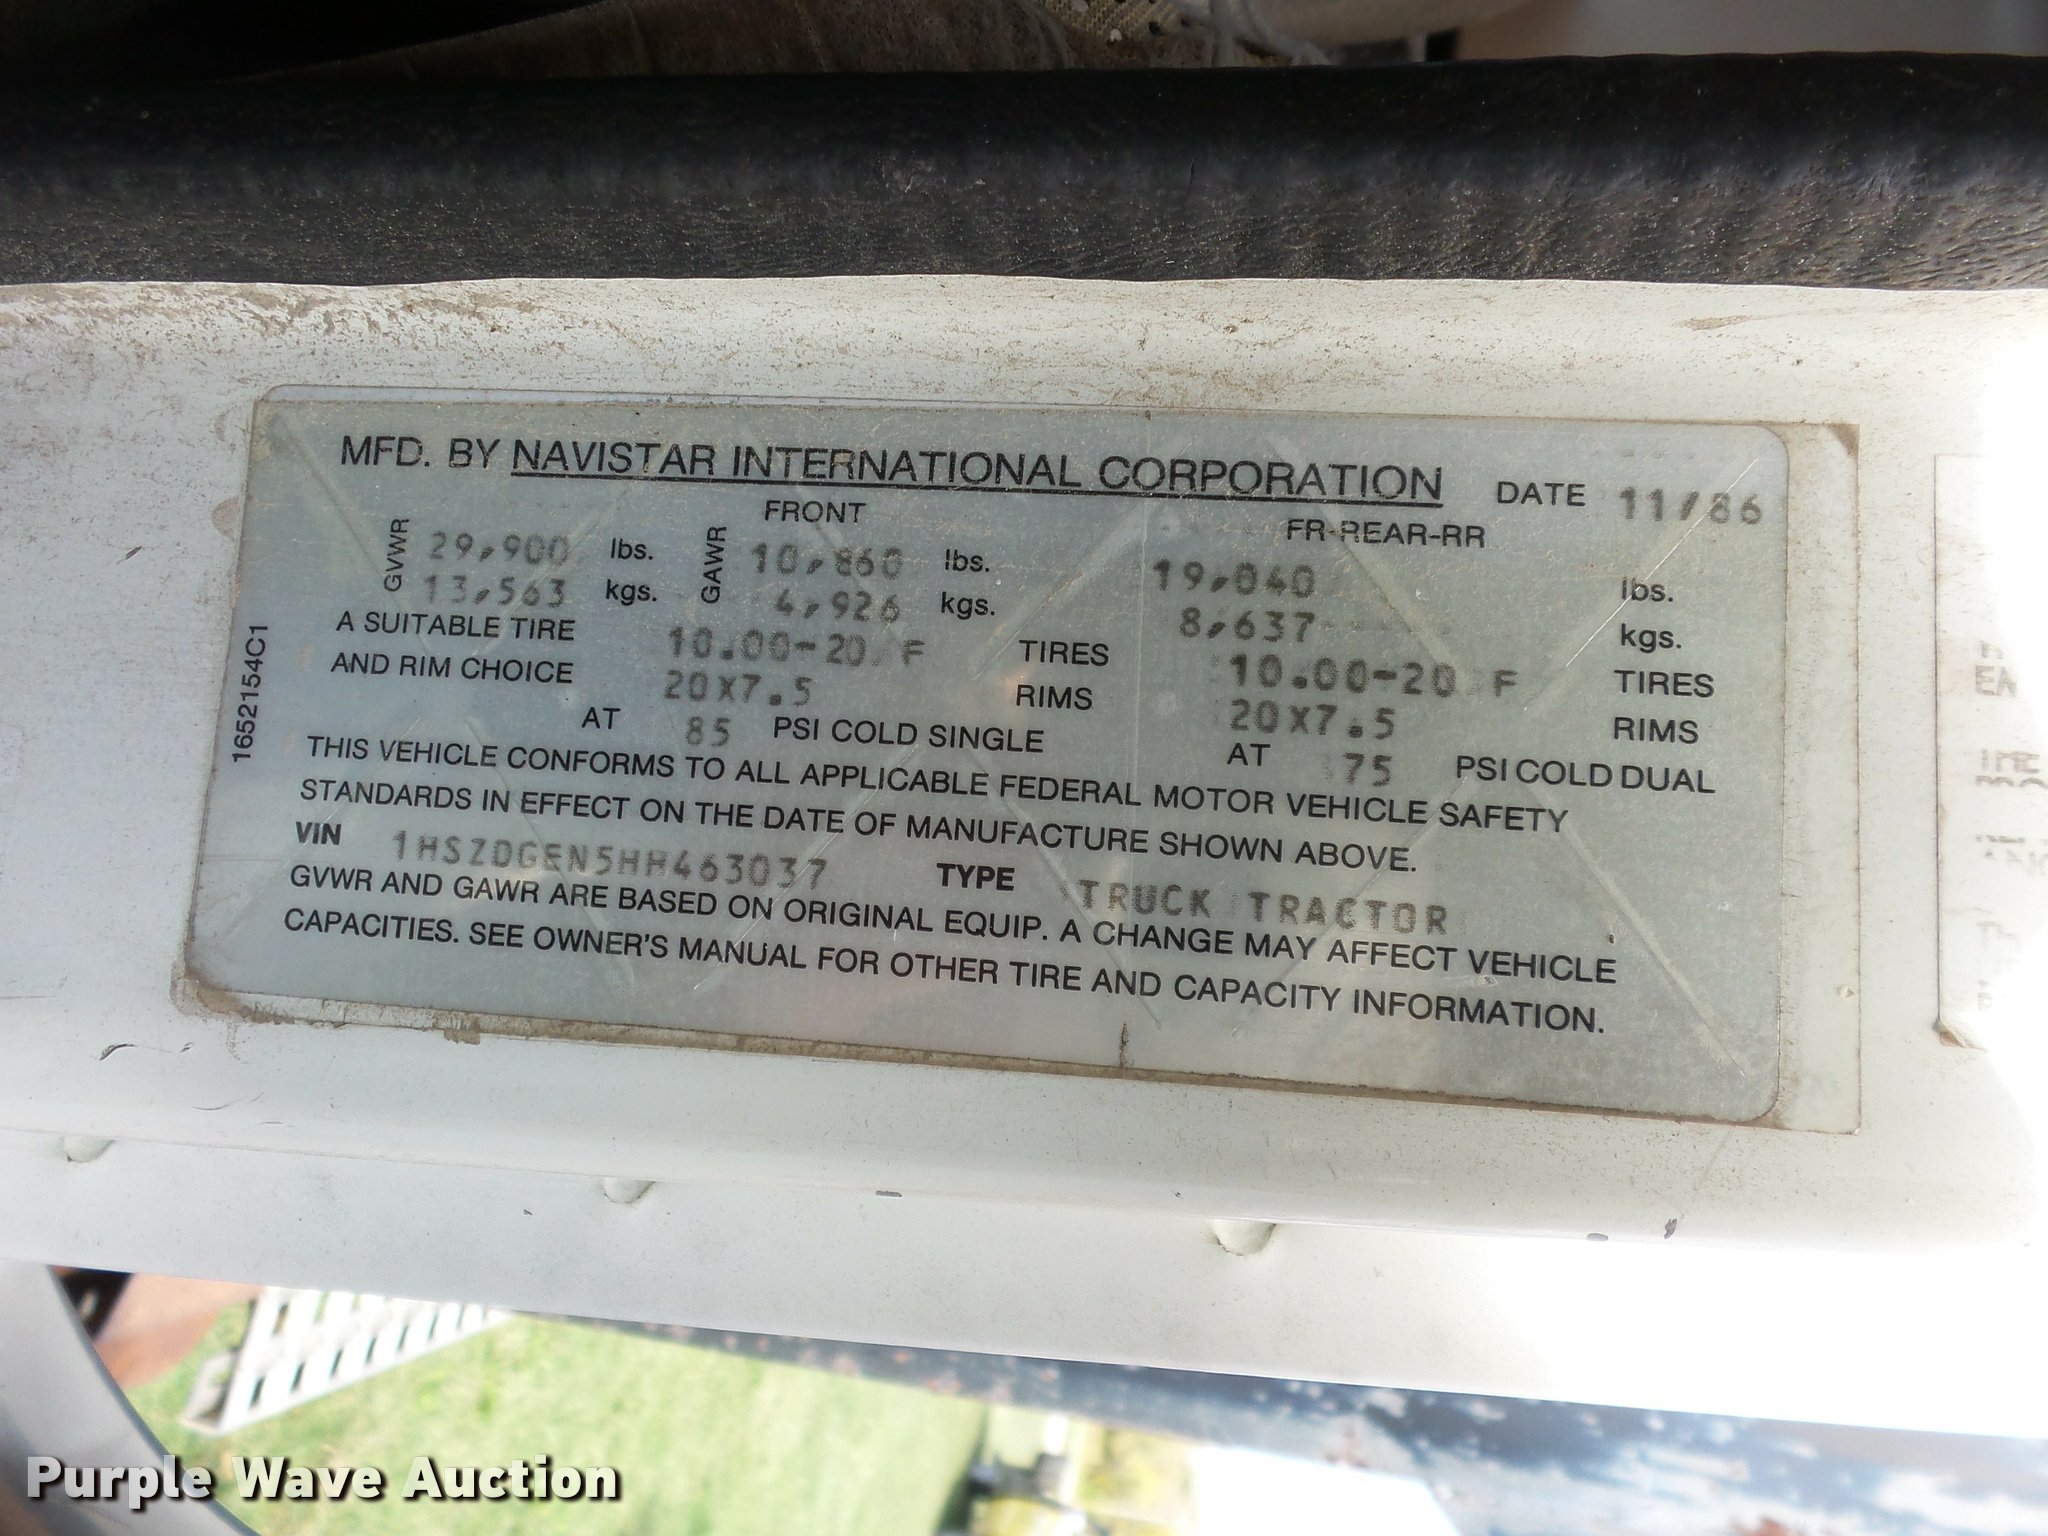 MFD. BY NAVISTAR INTERNATIONAL CORPORATION DATE 11/86
FRONT FR-REAR-RR
GVWR 29,900 lbs. GAWR 10,860 lbs. 19,040 lbs.
13,563 kgs. 4,926 kgs. 8,637 kgs.
A SUITABLE TIRE 10.00-20 F TIRES 10.00-20 F TIRES
AND RIM CHOICE 20X7.5 RIMS 20X7.5 RIMS
AT 85 PSI COLD SINGLE AT 75 PSI COLD DUAL
THIS VEHICLE CONFORMS TO ALL APPLICABLE FEDERAL MOTOR VEHICLE SAFETY
STANDARDS IN EFFECT ON THE DATE OF MANUFACTURE SHOWN ABOVE.
VIN 1HSZDGEN5HH463037 TYPE TRUCK TRACTOR
GVWR AND GAWR ARE BASED ON ORIGINAL EQUIP. A CHANGE MAY AFFECT VEHICLE
CAPACITIES. SEE OWNER'S MANUAL FOR OTHER TIRE AND CAPACITY INFORMATION.
1652154C1
Purple Wave Auction